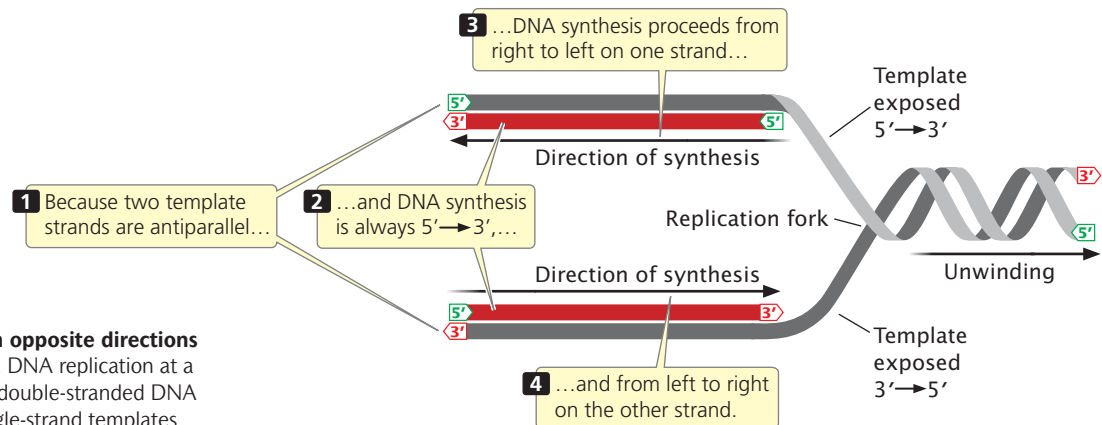 3 …DNA synthesis proceeds from
right to left on one strand…
Template
exposed
5′→3′
5′
3′
5′
Direction of synthesis
3′
1 Because two template
strands are antiparallel…
2 …and DNA synthesis
is always 5′→3′,…
Replication fork
5′
Unwinding
Direction of synthesis
5′
3′
3′
n opposite directions
DNA replication at a
double-stranded DNA
gle-strand templates
Template
exposed
3′→5′
4 …and from left to right
on the other strand.